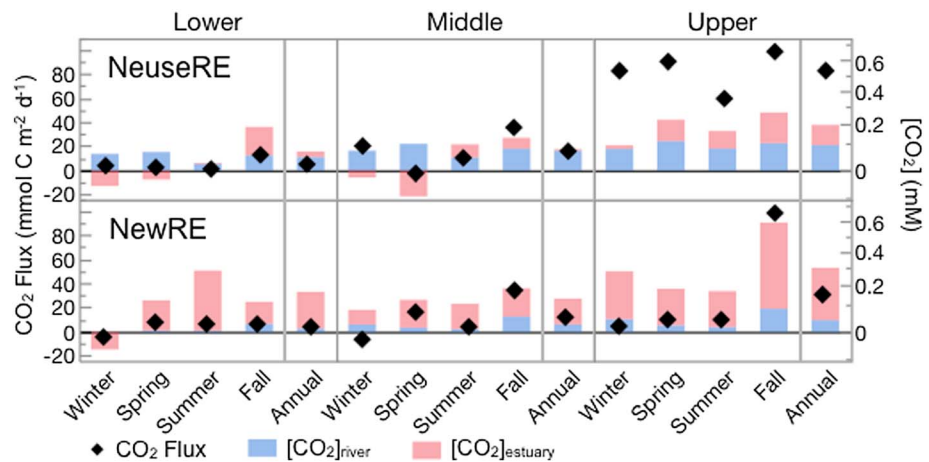 Lower Middle Upper
NeuseRE
80
60
40
20
0
-20
0.6
0.4
0.2
0
NewRE
80
60
40
20
0
-20
0.6
0.4
0.2
0
CO₂ Flux (mmol C m⁻² d⁻¹)
[CO₂] (mM)
Winter Spring Summer Fall Annual Winter Spring Summer Fall Annual Winter Spring Summer Fall Annual
CO₂ Flux [CO₂]river [CO₂]estuary